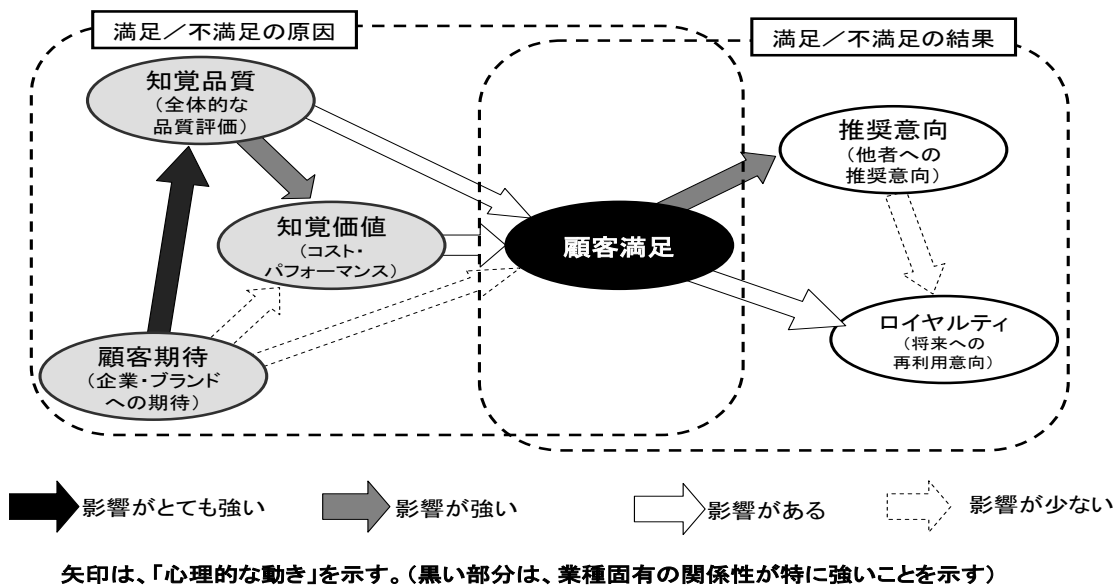 満足／不満足の原因
満足／不満足の結果
知覚品質
（全体的な
品質評価）
推奨意向
（他者への
推奨意向）
知覚価値
（コスト・
パフォーマンス）
顧客満足
ロイヤルティ
（将来への
再利用意向）
顧客期待
（企業・ブランド
への期待）
影響がとても強い
影響が強い
影響がある
影響が少ない
矢印は、「心理的な動き」を示す。（黒い部分は、業種固有の関係性が特に強いことを示す）